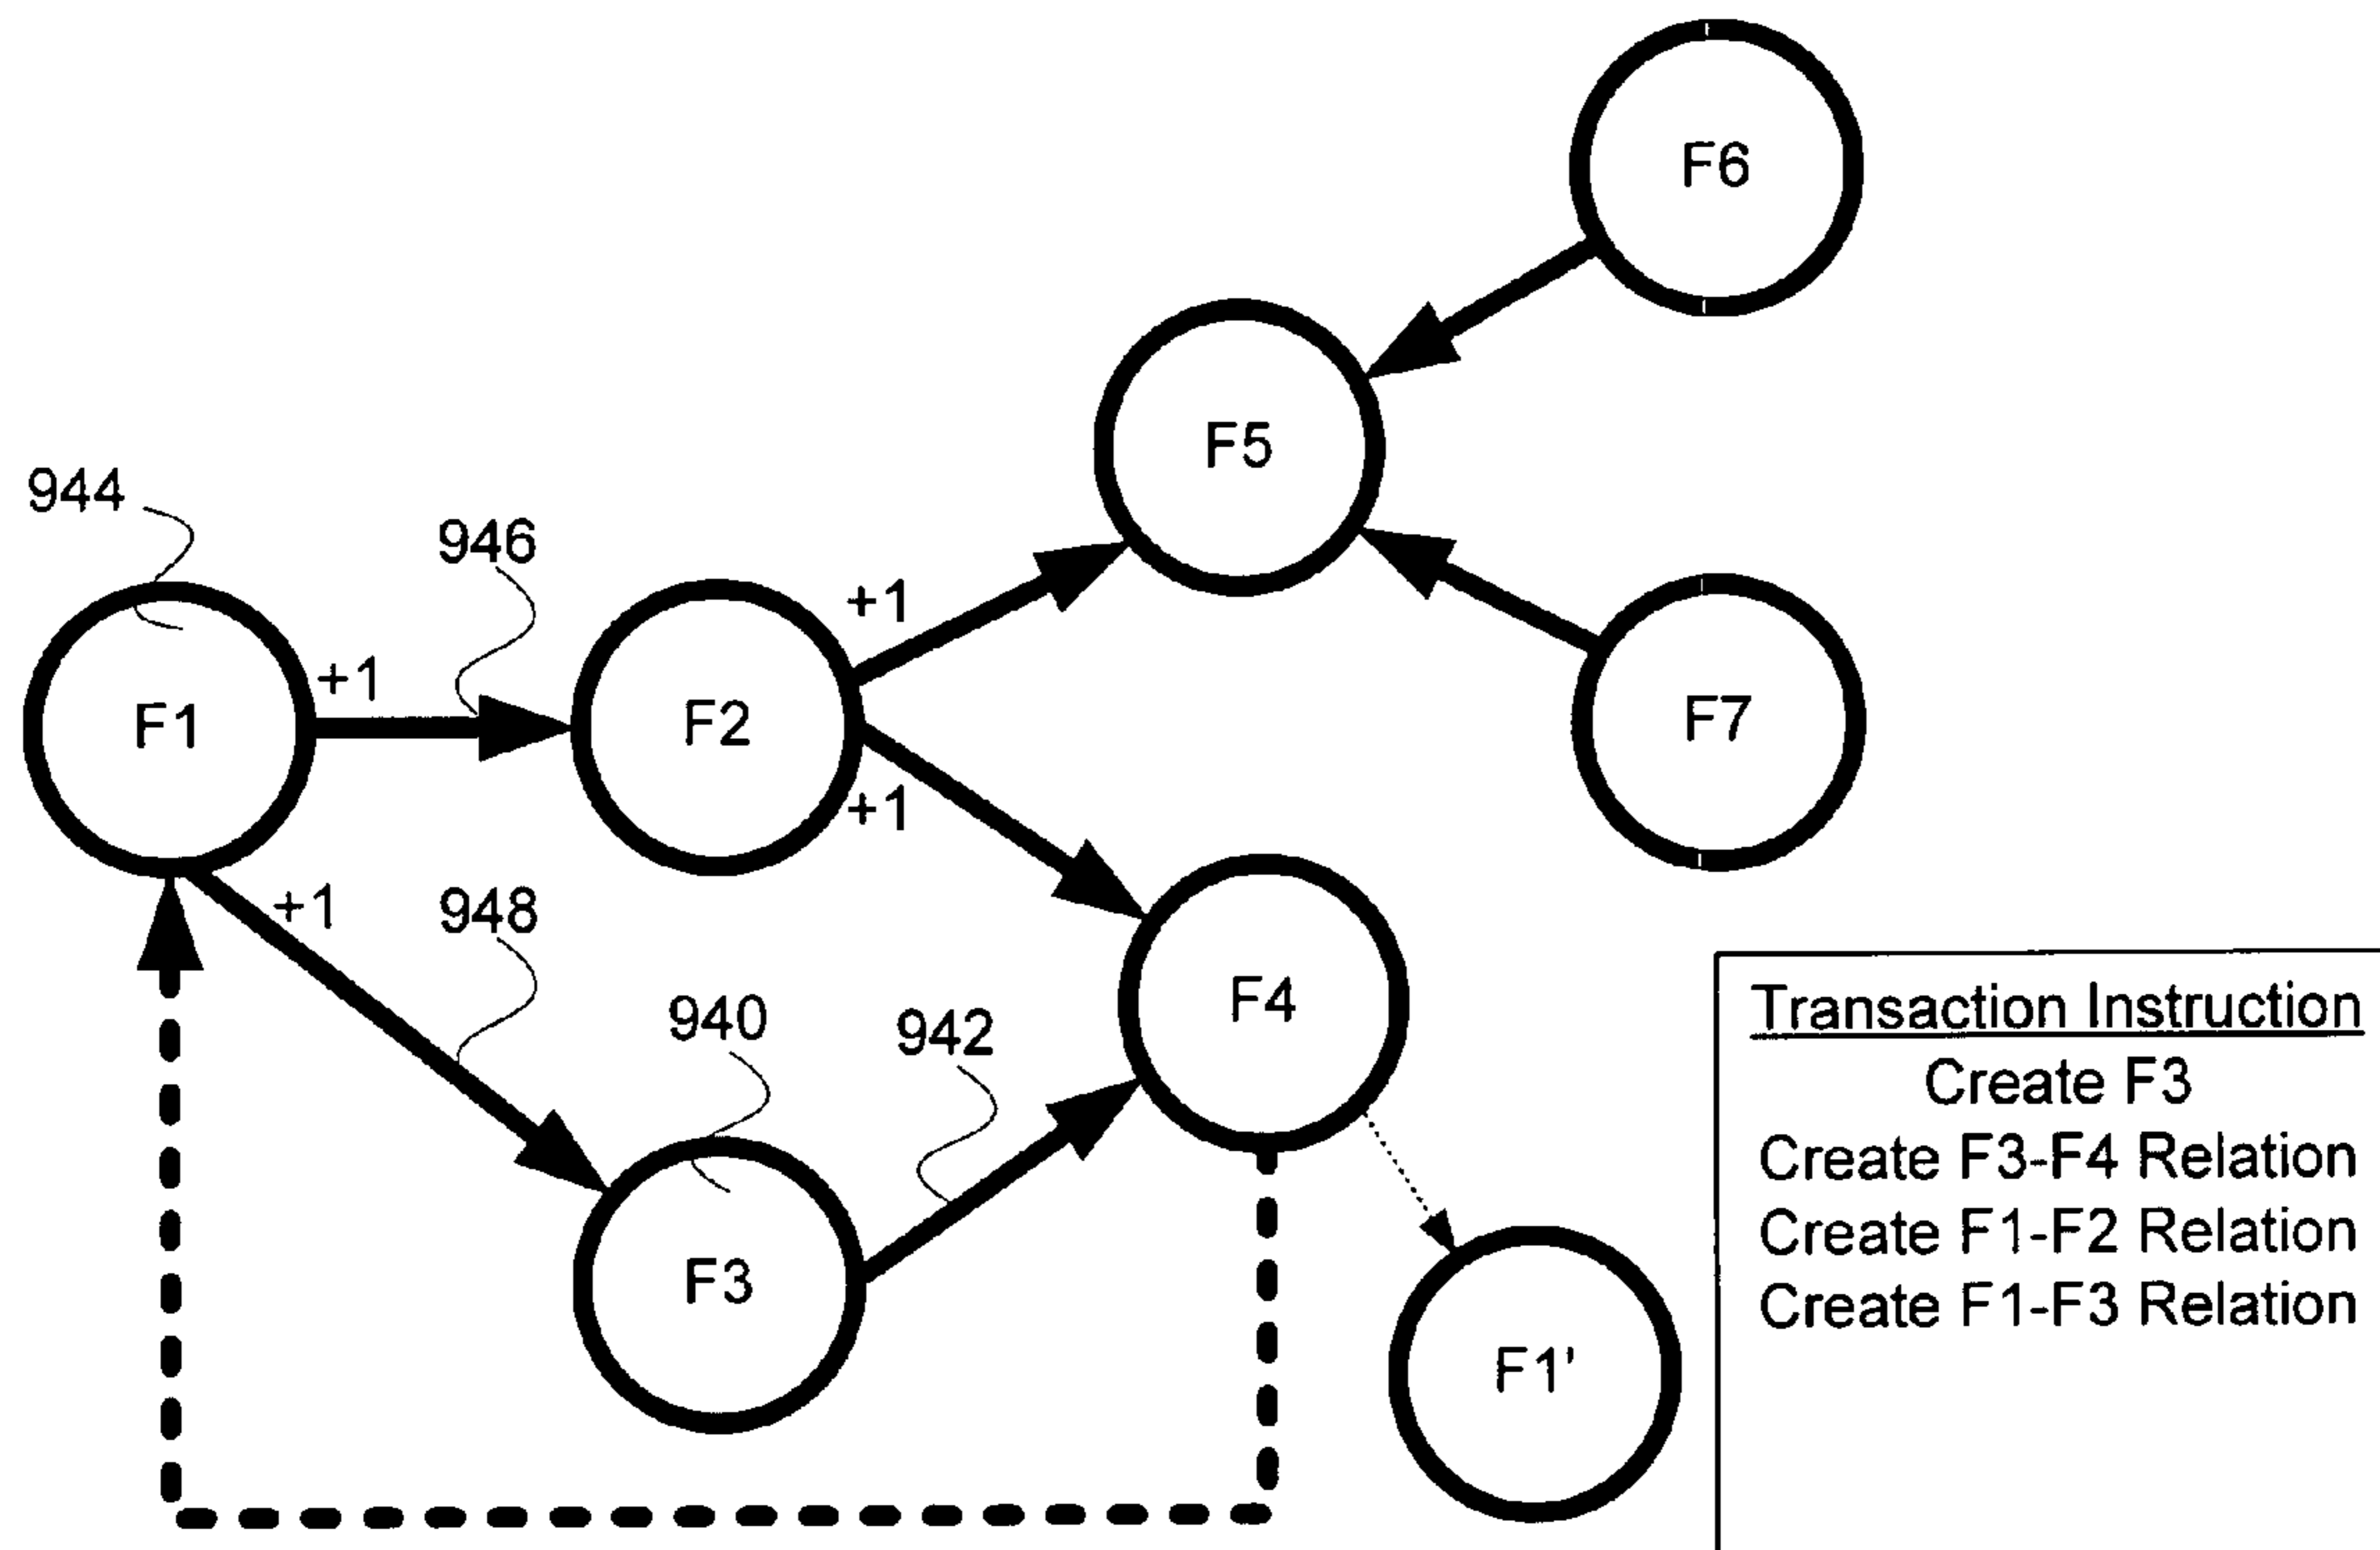 F6
F5
944
946
+1
+1
F1
F2
F7
+1
+1
948
940
942
F4
F3
F1'
Transaction Instruction
Create F3
Create F3-F4 Relation
Create F1-F2 Relation
Create F1-F3 Relation